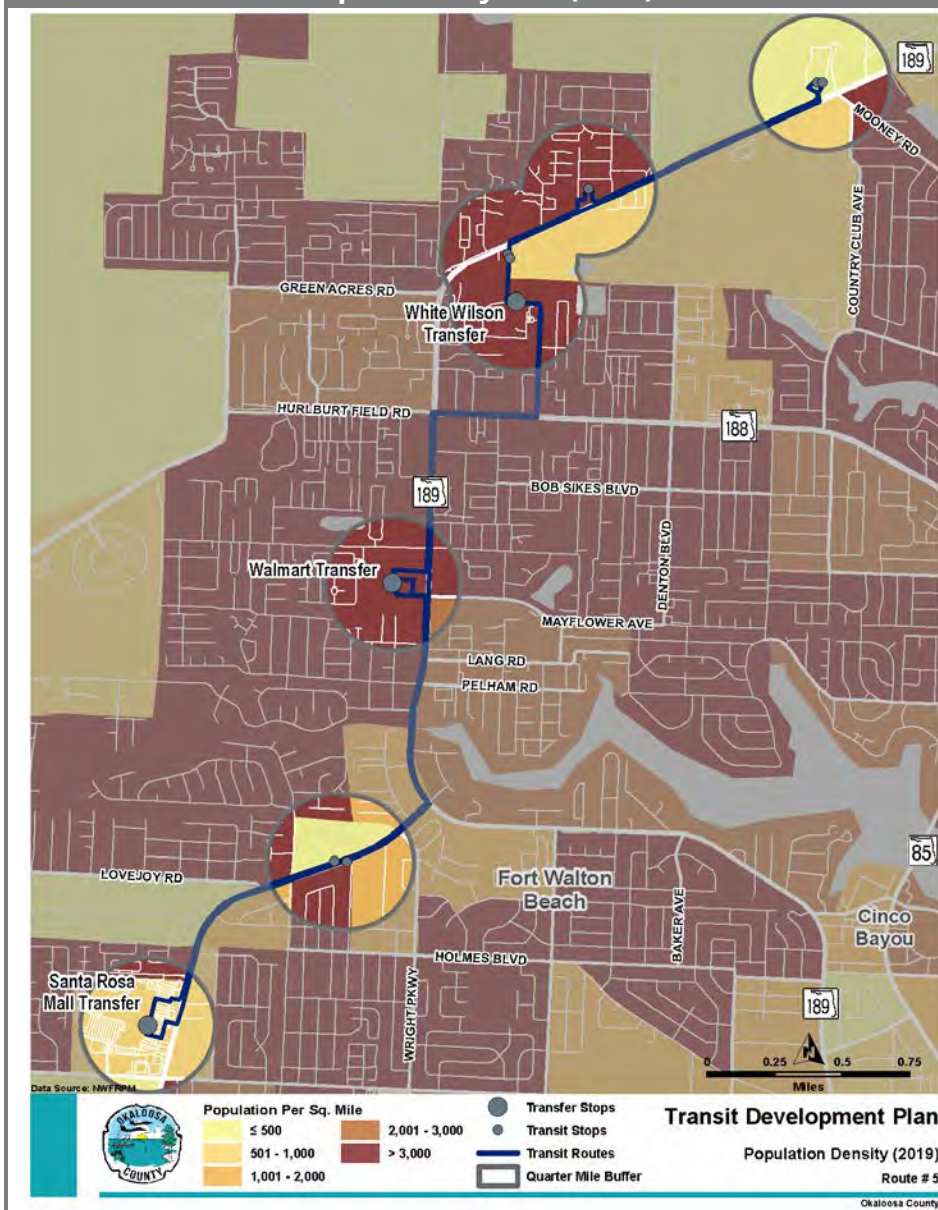 189
MOONEY RD
COUNTRY CLUB AVE
GREEN ACRES RD
White Wilson
Transfer
HURLBURT FIELD RD
188
189
BOB SIKES BLVD
DENTON BLVD
Walmart Transfer
MAYFLOWER AVE
LANG RD
PELHAM RD
85
LOVEJOY RD
Fort Walton
Beach
BAKER AVE
Cinco
Bayou
HOLMES BLVD
Santa Rosa
Mall Transfer
WRIGHT PKWY
189
N
0 0.25 0.5 0.75
Miles
Data Source: NWFRPM
OKALOOSA
COUNTY
Population Per Sq. Mile
≤ 500
501 - 1,000
1,001 - 2,000
2,001 - 3,000
> 3,000
Transfer Stops
Transit Stops
Transit Routes
Quarter Mile Buffer
Transit Development Plan
Population Density (2019)
Route # 5
Okaloosa County